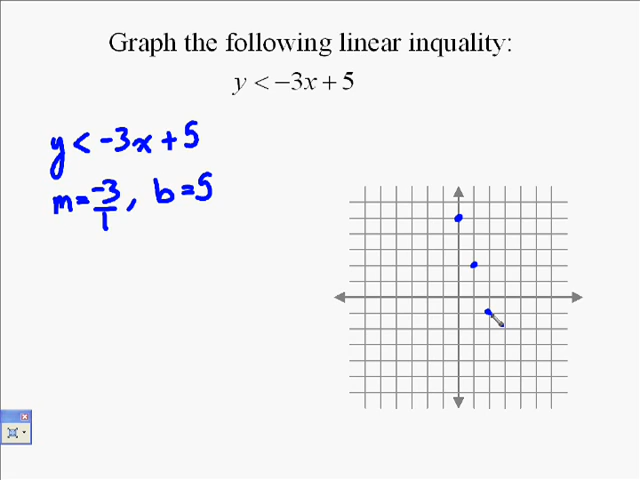 Graph the following linear inquality:
y < −3x + 5
y < -3x + 5
m = -3/1, b = 5